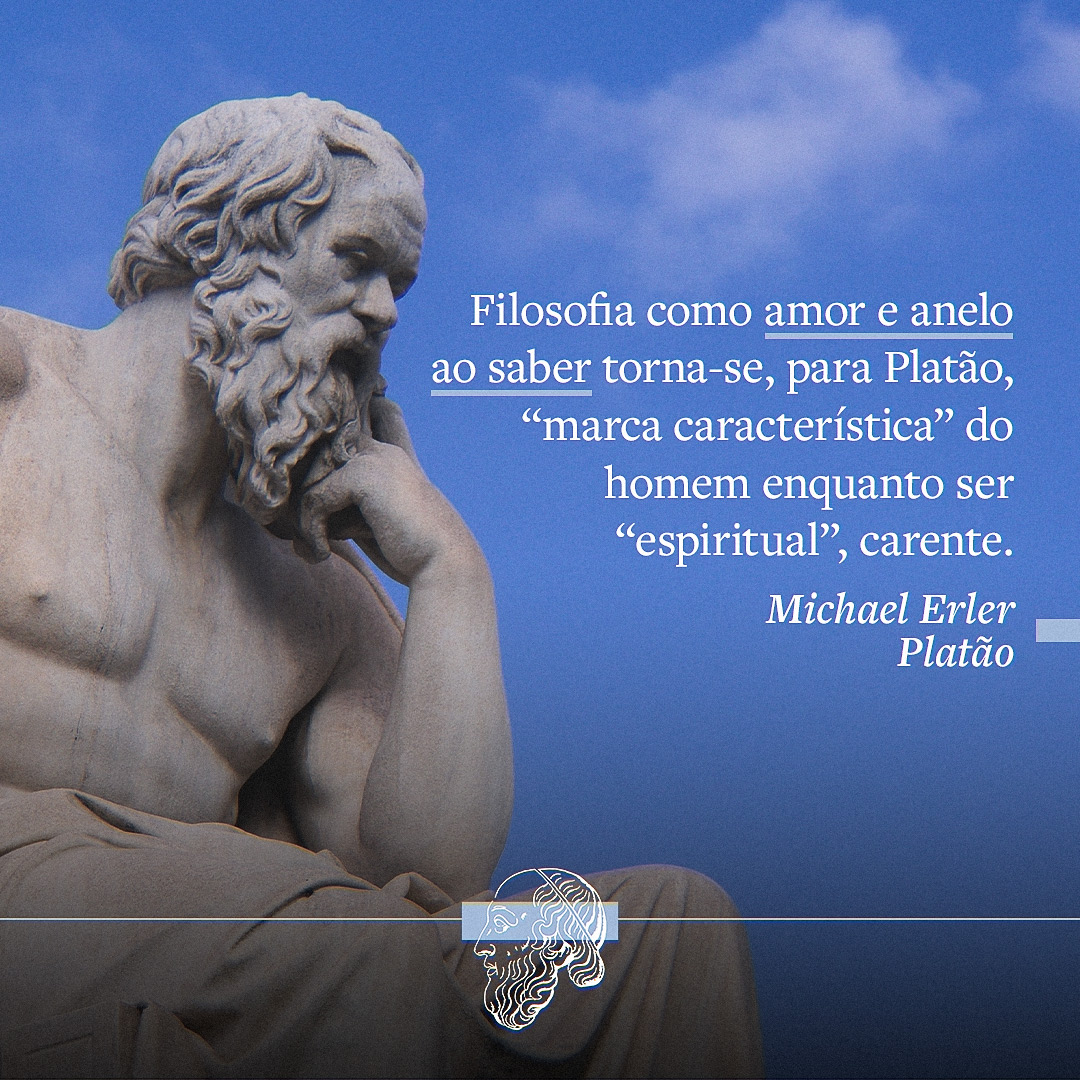 Filosofia como amor e anelo
ao saber torna-se, para Platão,
“marca característica” do
homem enquanto ser
“espiritual”, carente.
Michael Erler
Platão